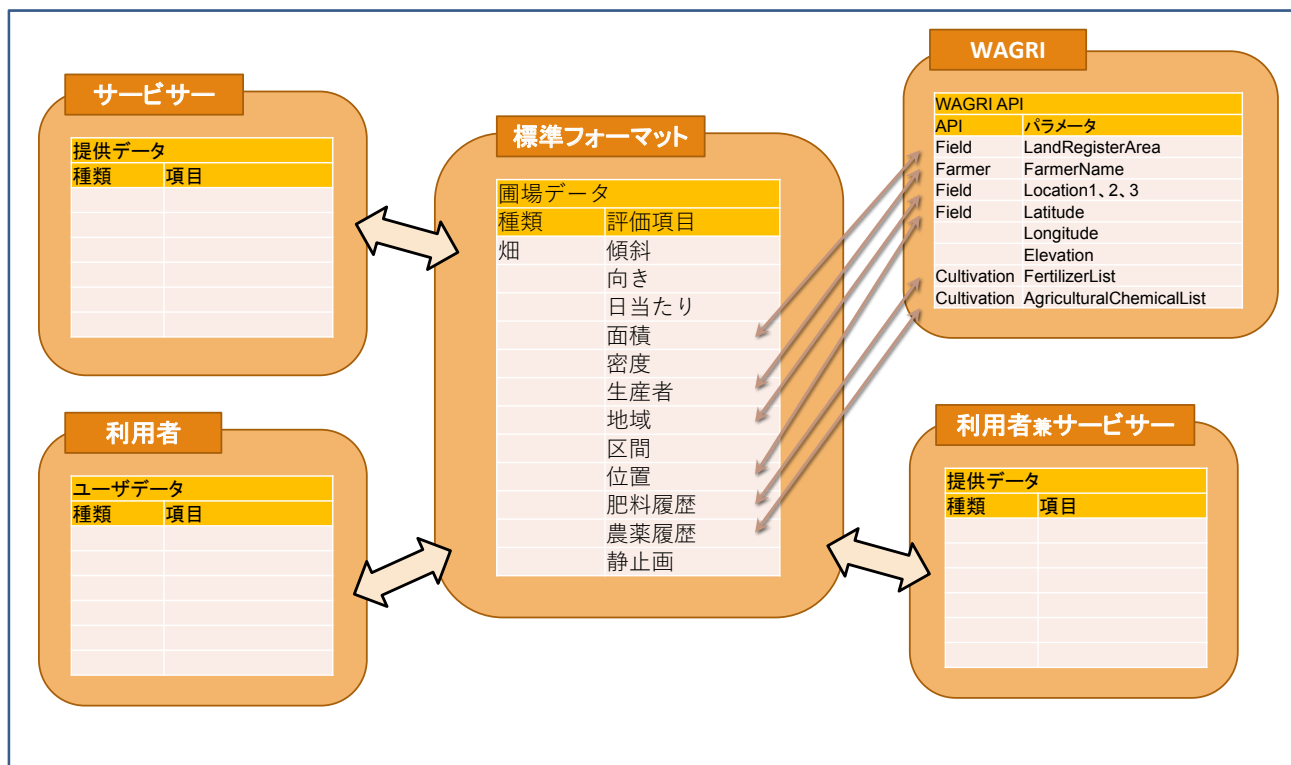 サービサー
提供データ
種類 項目
利用者
ユーザデータ
種類 項目
標準フォーマット
圃場データ
種類 評価項目
畑 傾斜
向き
日当たり
面積
密度
生産者
地域
区間
位置
肥料履歴
農薬履歴
静止画
WAGRI
WAGRI API
API パラメータ
Field LandRegisterArea
Farmer FarmerName
Field Location1、2、3
Field Latitude
Longitude
Elevation
Cultivation FertilizerList
Cultivation AgriculturalChemicalList
利用者兼サービサー
提供データ
種類 項目